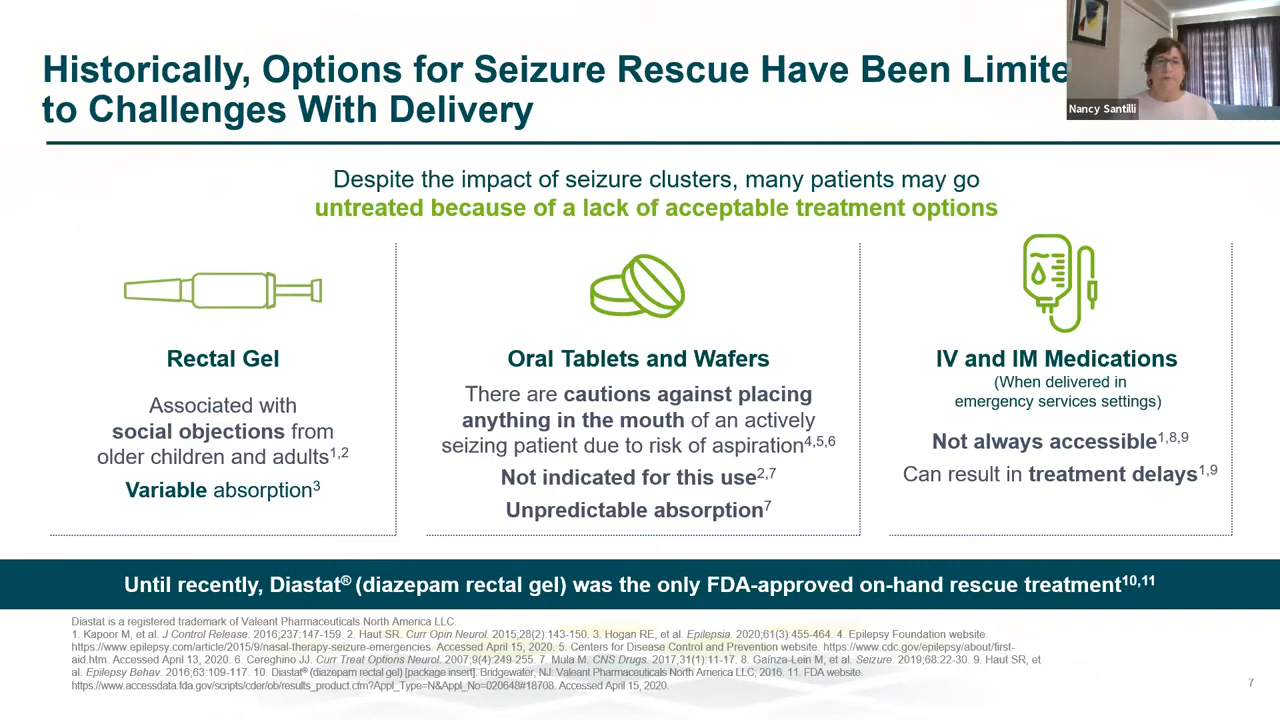 Historically, Options for Seizure Rescue Have Been Limite
to Challenges With Delivery
Nancy Santilli
Despite the impact of seizure clusters, many patients may go
untreated because of a lack of acceptable treatment options
Rectal Gel
Associated with
social objections from
older children and adults1,2
Variable absorption3
Oral Tablets and Wafers
There are cautions against placing
anything in the mouth of an actively
seizing patient due to risk of aspiration4,5,6
Not indicated for this use2,7
Unpredictable absorption7
IV and IM Medications
(When delivered in
emergency services settings)
Not always accessible1,8,9
Can result in treatment delays1,9
Until recently, Diastat® (diazepam rectal gel) was the only FDA-approved on-hand rescue treatment10,11
Diastat is a registered trademark of Valeant Pharmaceuticals North America LLC.
1. Kapoor M, et al. J Control Release. 2016;237:147-159. 2. Haut SR. Curr Opin Neurol. 2015;28(2):143-150. 3. Hogan RE, et al. Epilepsia. 2020;61(3):455-464. 4. Epilepsy Foundation website.
https://www.epilepsy.com/article/2015/9/nasal-therapy-seizure-emergencies. Accessed April 15, 2020. 5. Centers for Disease Control and Prevention website. https://www.cdc.gov/epilepsy/about/first-
aid.htm. Accessed April 13, 2020. 6. Cereghino JJ. Curr Treat Options Neurol. 2007;9(4):249-255. 7. Mula M. CNS Drugs. 2017;31(1):11-17. 8. Gaínza-Lein M, et al. Seizure. 2019;68:22-30. 9. Haut SR, et
al. Epilepsy Behav. 2016;63:109-117. 10. Diastat® (diazepam rectal gel) [package insert]. Bridgewater, NJ: Valeant Pharmaceuticals North America LLC; 2016. 11. FDA website.
https://www.accessdata.fda.gov/scripts/cder/ob/results_product.cfm?Appl_Type=N&Appl_No=020648#18708. Accessed April 15, 2020.
7